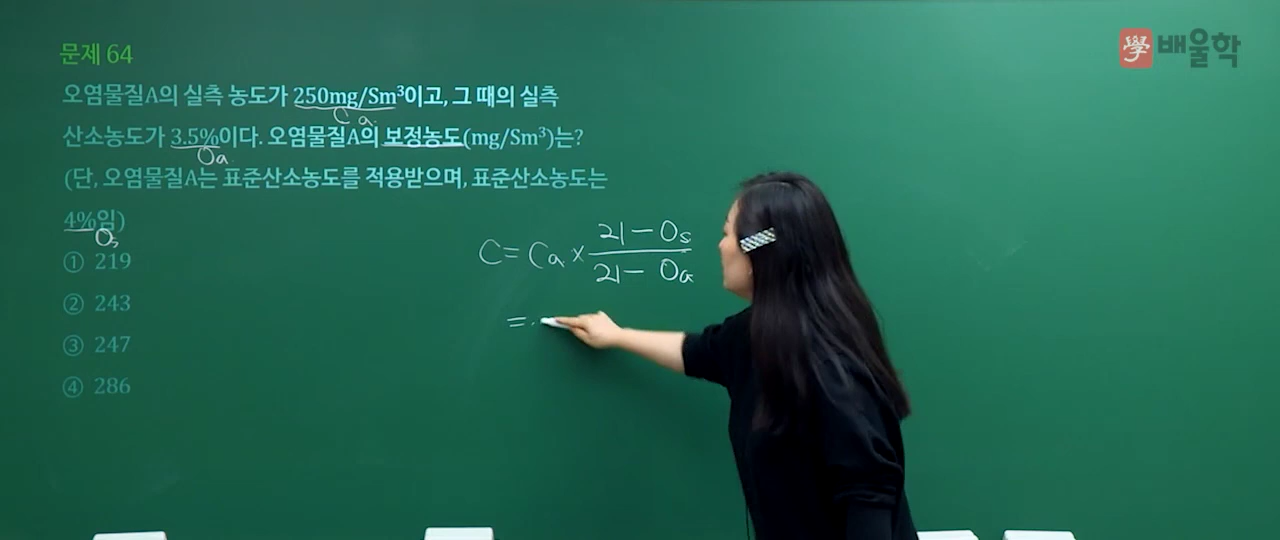 문제 64
學 배울학
오염물질A의 실측 농도가 250mg/Sm³이고, 그 때의 실측
Ca
산소농도가 3.5%이다. 오염물질A의 보정농도(mg/Sm³)는?
Oa
(단, 오염물질A는 표준산소농도를 적용받으며, 표준산소농도는
4%임)
Os
① 219
② 243
③ 247
④ 286
C = Ca × (21 - Os) / (21 - Oa)
=